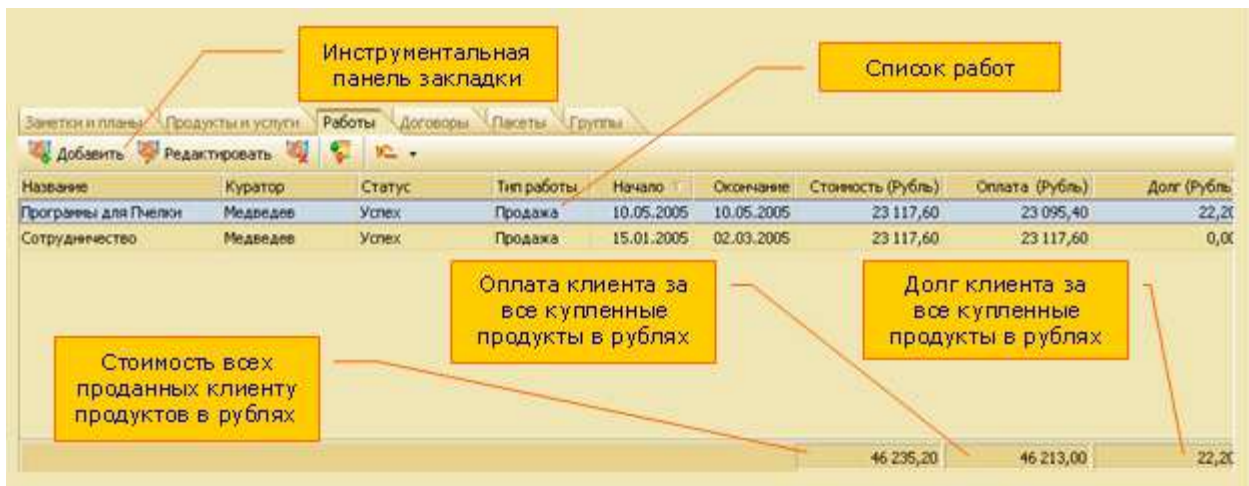 Инструментальная
панель закладки
Список работ
Заметки и планы Продукты и услуги Работы Договоры Пакеты Группы
Добавить Редактировать
Название Куратор Статус Тип работы Начало Окончание Стоимость (Рубль) Оплата (Рубль) Долг (Рубль
Программы для Пчелки Медведев Успех Продажа 10.05.2005 10.05.2005 23 117,60 23 095,40 22,20
Сотрудничество Медведев Успех Продажа 15.01.2005 02.03.2005 23 117,60 23 117,60 0,00
Оплата клиента за
все купленные
продукты в рублях
Долг клиента за
все купленные
продукты в рублях
Стоимость всех
проданных клиенту
продуктов в рублях
46 235,20 46 213,00 22,20